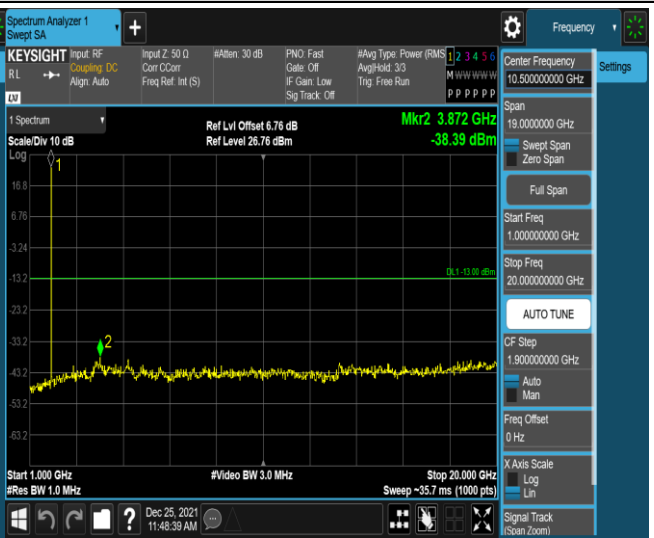 Spectrum Analyzer 1
Swept SA
+
Frequency
KEYSIGHT
Input: RF
Coupling: DC
Align: Auto
Input Z: 50 Ω
Corr CCorr
Freq Ref: Int (S)
#Atten: 30 dB
PNO: Fast
Gate: Off
IF Gain: Low
Sig Track: Off
#Avg Type: Power (RMS
Avg|Hold: 3/3
Trig: Free Run
1 2 3 4 5 6
M W W W W W
P P P P P P
R L
LXI
1 Spectrum
Scale/Div 10 dB
Ref Lvl Offset 6.76 dB
Ref Level 26.76 dBm
Mkr2 3.872 GHz
-38.39 dBm
Log
1
16.8
6.76
-3.24
-13.2
DL1 -13.00 dBm
-23.2
-33.2
2
-43.2
-53.2
-63.2
Start 1.000 GHz
#Video BW 3.0 MHz
Stop 20.000 GHz
#Res BW 1.0 MHz
Sweep ~35.7 ms (1000 pts)
?
Dec 25, 2021
11:48:39 AM
Center Frequency
10.500000000 GHz
Settings
Span
19.0000000 GHz
Swept Span
Zero Span
Full Span
Start Freq
1.000000000 GHz
Stop Freq
20.000000000 GHz
AUTO TUNE
CF Step
1.900000000 GHz
Auto
Man
Freq Offset
0 Hz
X Axis Scale
Log
Lin
Signal Track
(Span Zoom)